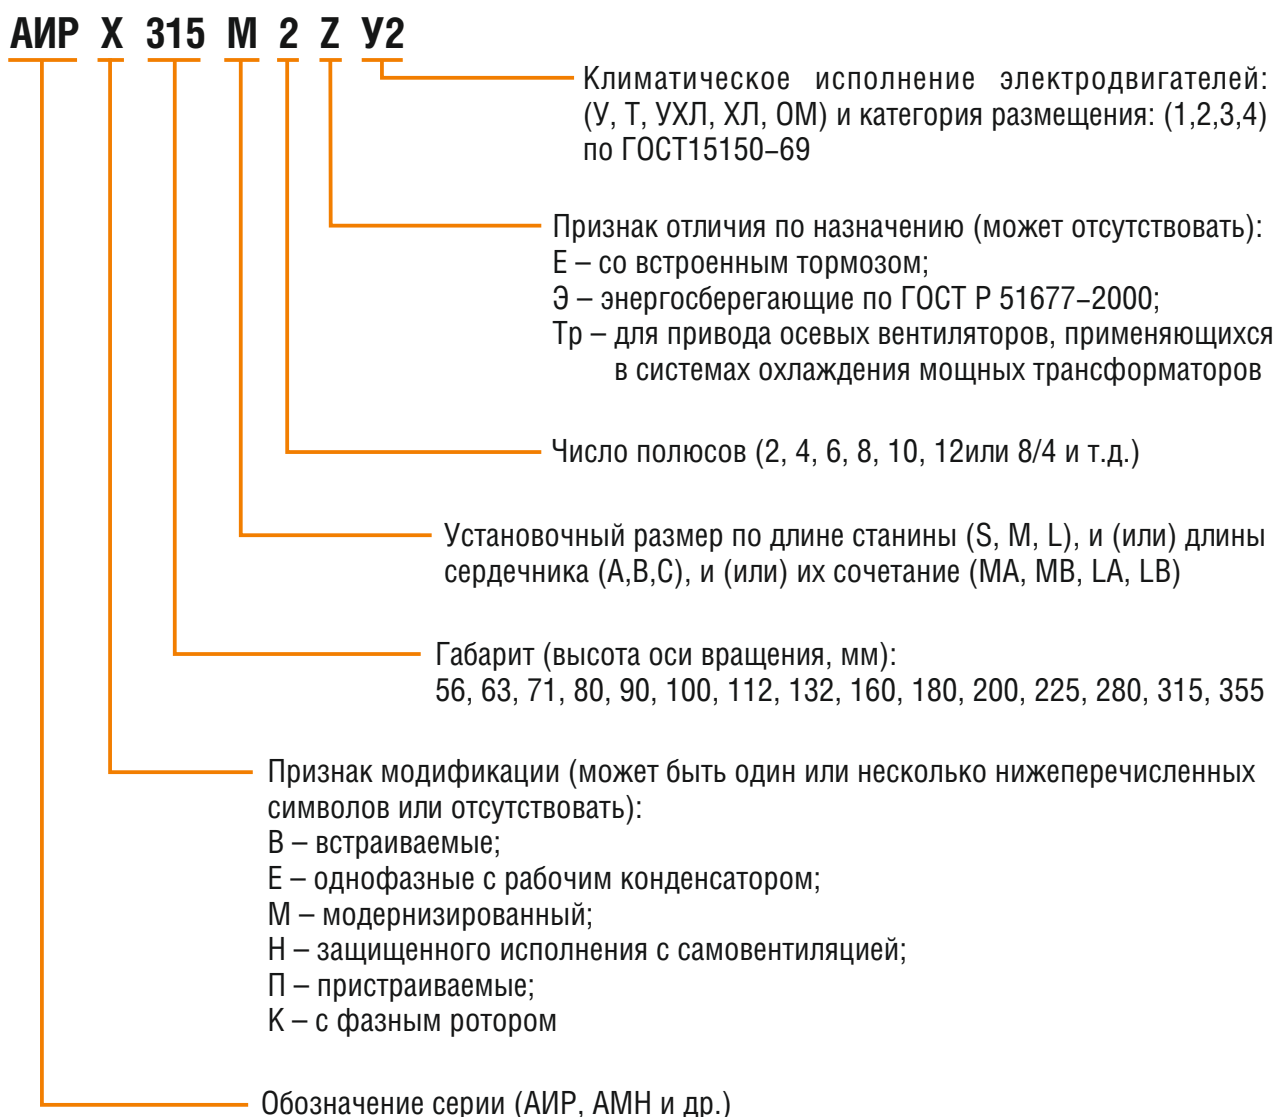 АИР Х 315 М 2 Z У2
Климатическое исполнение электродвигателей:
(У, Т, УХЛ, ХЛ, ОМ) и категория размещения: (1,2,3,4)
по ГОСТ15150–69
Признак отличия по назначению (может отсутствовать):
Е – со встроенным тормозом;
Э – энергосберегающие по ГОСТ Р 51677–2000;
Тр – для привода осевых вентиляторов, применяющихся
в системах охлаждения мощных трансформаторов
Число полюсов (2, 4, 6, 8, 10, 12или 8/4 и т.д.)
Установочный размер по длине станины (S, M, L), и (или) длины
сердечника (А,В,С), и (или) их сочетание (MA, MB, LA, LB)
Габарит (высота оси вращения, мм):
56, 63, 71, 80, 90, 100, 112, 132, 160, 180, 200, 225, 280, 315, 355
Признак модификации (может быть один или несколько нижеперечисленных
символов или отсутствовать):
В – встраиваемые;
Е – однофазные с рабочим конденсатором;
М – модернизированный;
Н – защищенного исполнения с самовентиляцией;
П – пристраиваемые;
К – с фазным ротором
Обозначение серии (АИР, АМН и др.)